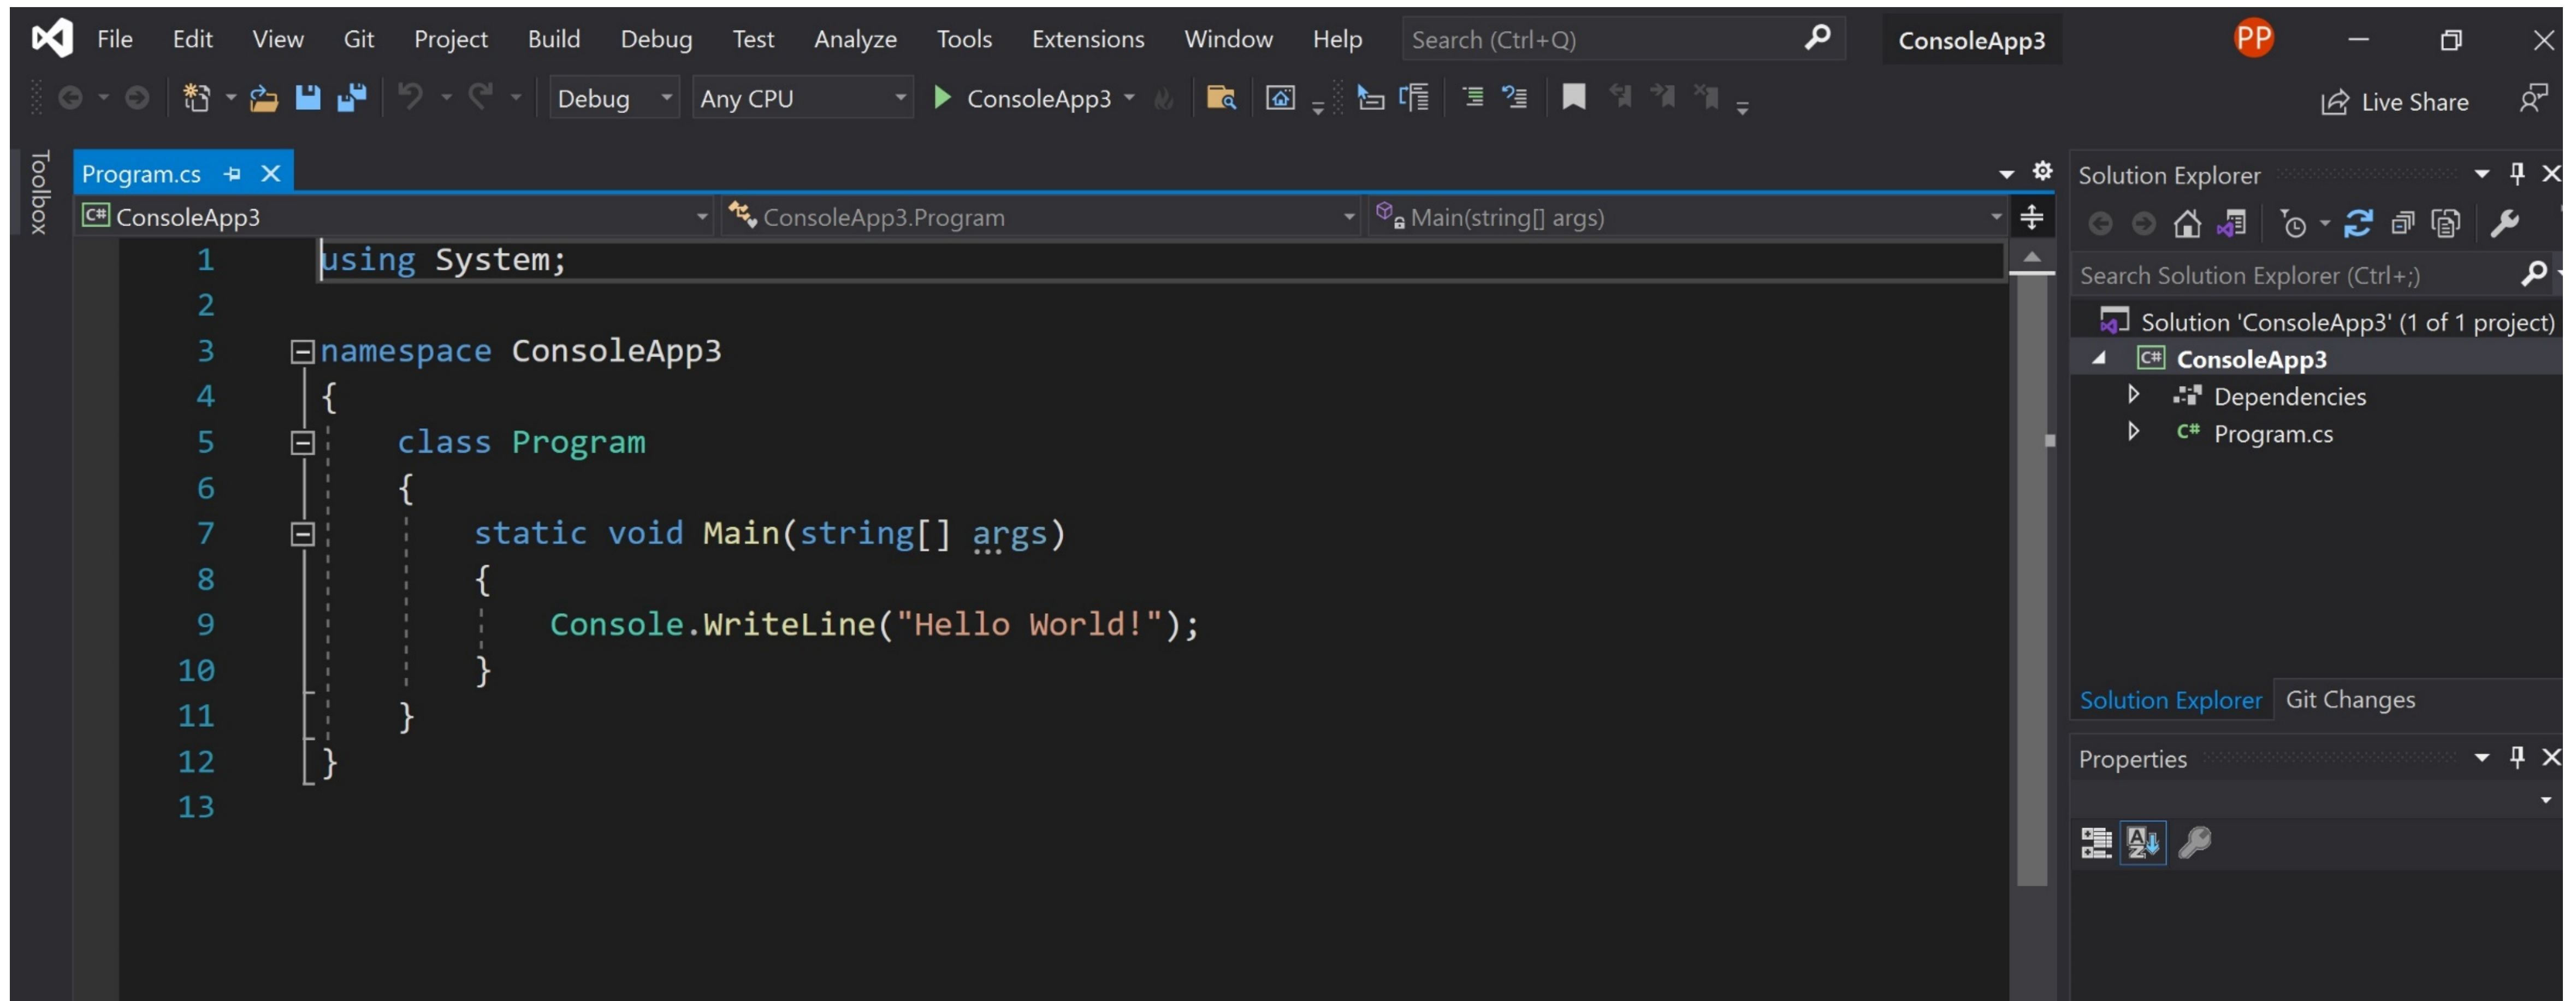 File Edit View Git Project Build Debug Test Analyze Tools Extensions Window Help Search (Ctrl+Q) ConsoleApp3 PP
Debug Any CPU ConsoleApp3 Live Share
Toolbox
Program.cs
ConsoleApp3 ConsoleApp3.Program Main(string[] args)
1 using System;
2
3 namespace ConsoleApp3
4 {
5 class Program
6 {
7 static void Main(string[] args)
8 {
9 Console.WriteLine("Hello World!");
10 }
11 }
12 }
13
Solution Explorer
Search Solution Explorer (Ctrl+;)
Solution 'ConsoleApp3' (1 of 1 project)
C# ConsoleApp3
Dependencies
C# Program.cs
Solution Explorer Git Changes
Properties